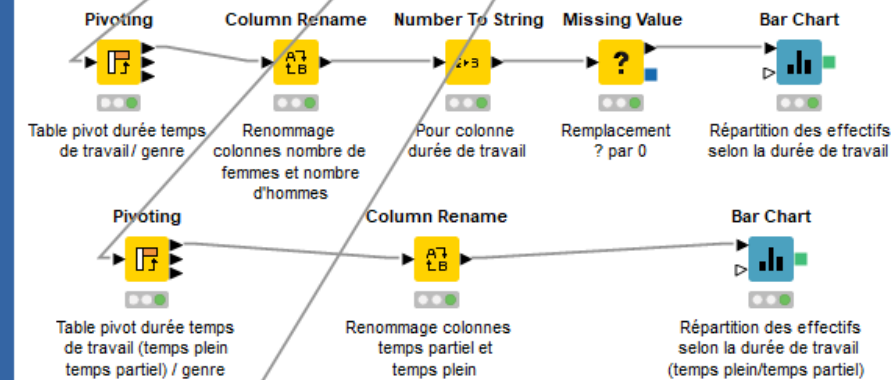 Pivoting
Column Rename
Number To String
Missing Value
Bar Chart
?
Table pivot durée temps
de travail / genre
Renommage
colonnes nombre de
femmes et nombre
d'hommes
Pour colonne
durée de travail
Remplacement
? par 0
Répartition des effectifs
selon la durée de travail
Pivoting
Column Rename
Bar Chart
Table pivot durée temps
de travail (temps plein
temps partiel) / genre
Renommage colonnes
temps partiel et
temps plein
Répartition des effectifs
selon la durée de travail
(temps plein/temps partiel)